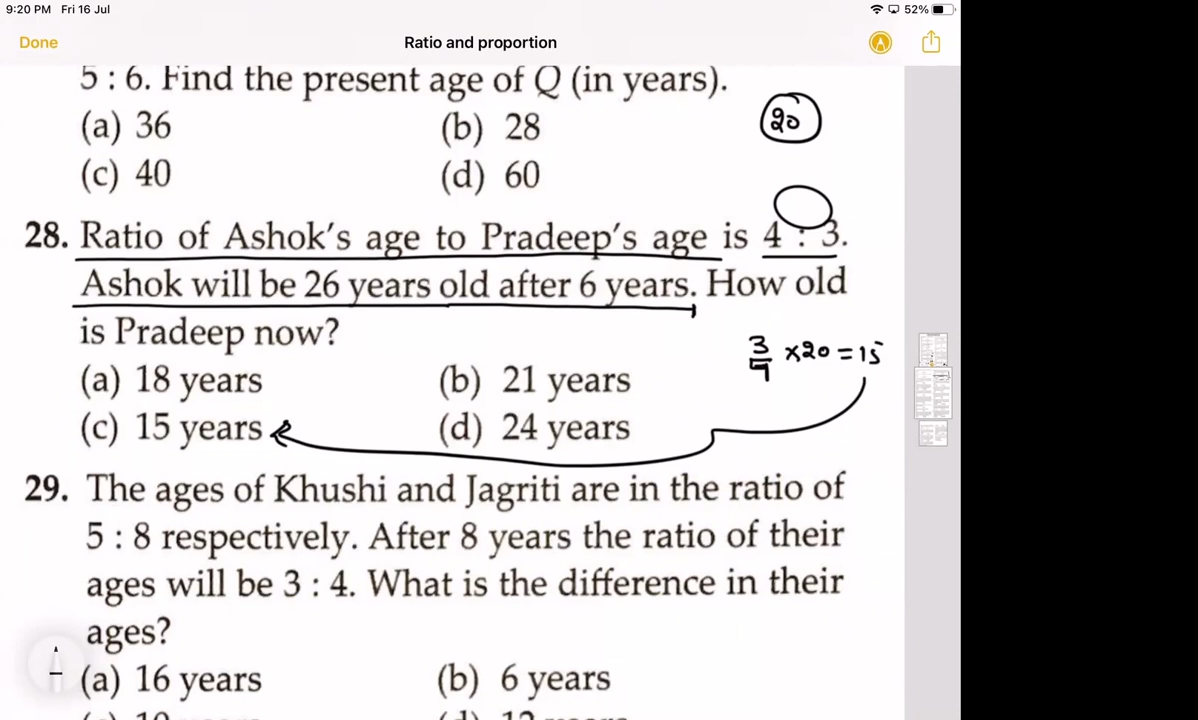 9:20 PM Fri 16 Jul
52%
Done
Ratio and proportion
5 : 6. Find the present age of Q (in years).
(a) 36 (b) 28
20
(c) 40 (d) 60
28. Ratio of Ashok's age to Pradeep's age is 4 : 3.
Ashok will be 26 years old after 6 years. How old
is Pradeep now?
3/4 ×20 = 15
(a) 18 years (b) 21 years
(c) 15 years (d) 24 years
29. The ages of Khushi and Jagriti are in the ratio of
5 : 8 respectively. After 8 years the ratio of their
ages will be 3 : 4. What is the difference in their
ages?
(a) 16 years (b) 6 years